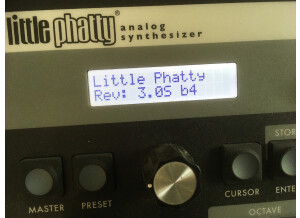 little phatty® analog
synthesizer
Little Phatty
Rev: 3.05 b4
STOR
MASTER PRESET
CURSOR ENTE
OCTAVE